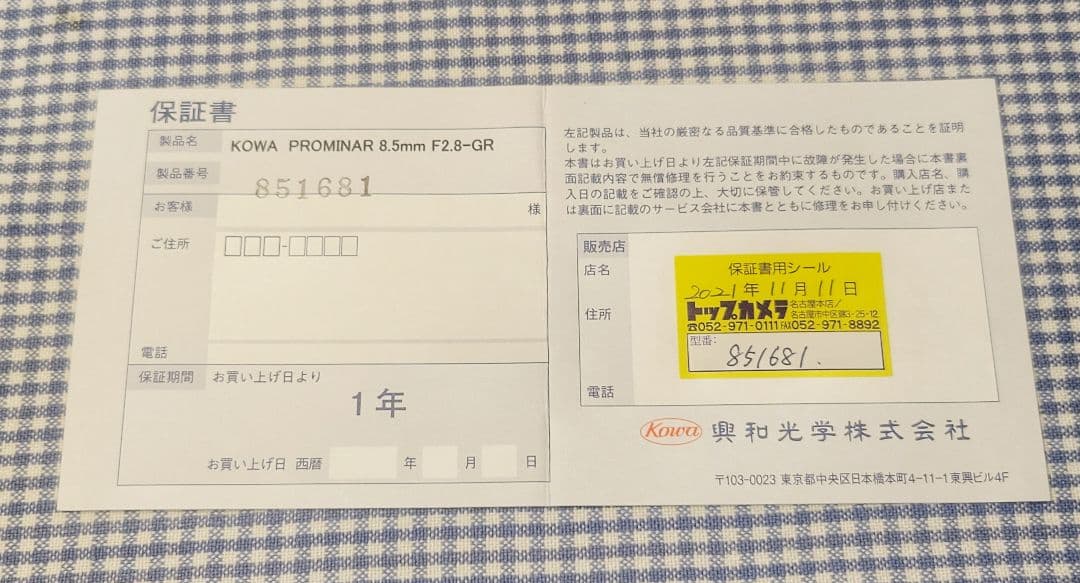 保証書
製品名 KOWA PROMINAR 8.5mm F2.8-GR
製品番号 851681
お客様 様
ご住所 □□□-□□□□
電話
保証期間 お買い上げ日より
1年
お買い上げ日 西暦 年 月 日
左記製品は、当社の厳密なる品質基準に合格したものであることを証明
します。
本書はお買い上げ日より左記保証期間中に故障が発生した場合に本書裏
面記載内容で無償修理を行うことをお約束するものです。購入店名、購
入日の記載をご確認の上、大切に保管してください。お買い上げ店また
は裏面に記載のサービス会社に本書とともに修理をお申し付けください。
販売店
店名
住所
電話
保証書用シール
2021年11月11日
トップカメラ 名古屋本店/
名古屋市中区錦3-25-12
☎052-971-0111 FAX052-971-8892
型番:
851681.
Kowa 興和光学株式会社
〒103-0023 東京都中央区日本橋本町4-11-1東興ビル4F